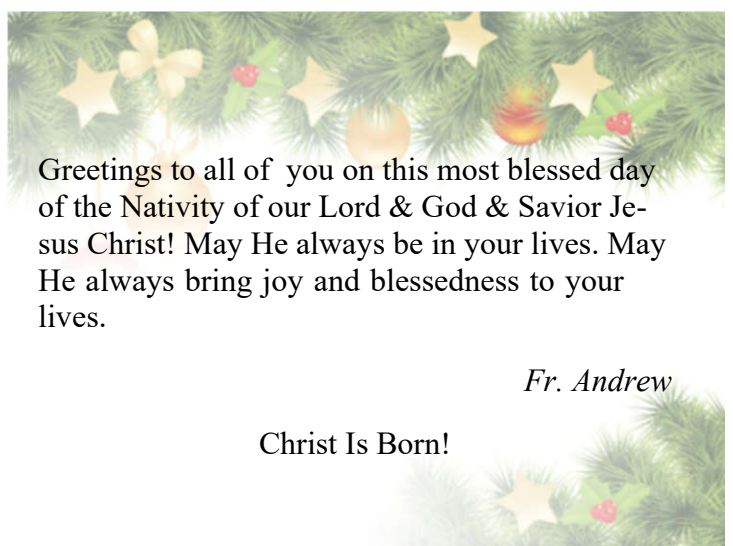 Greetings to all of  you on this most blessed day
of the Nativity of our Lord & God & Savior Je-
sus Christ! May He always be in your lives. May
He always bring joy and blessedness to your
lives.
Fr. Andrew
Christ Is Born!